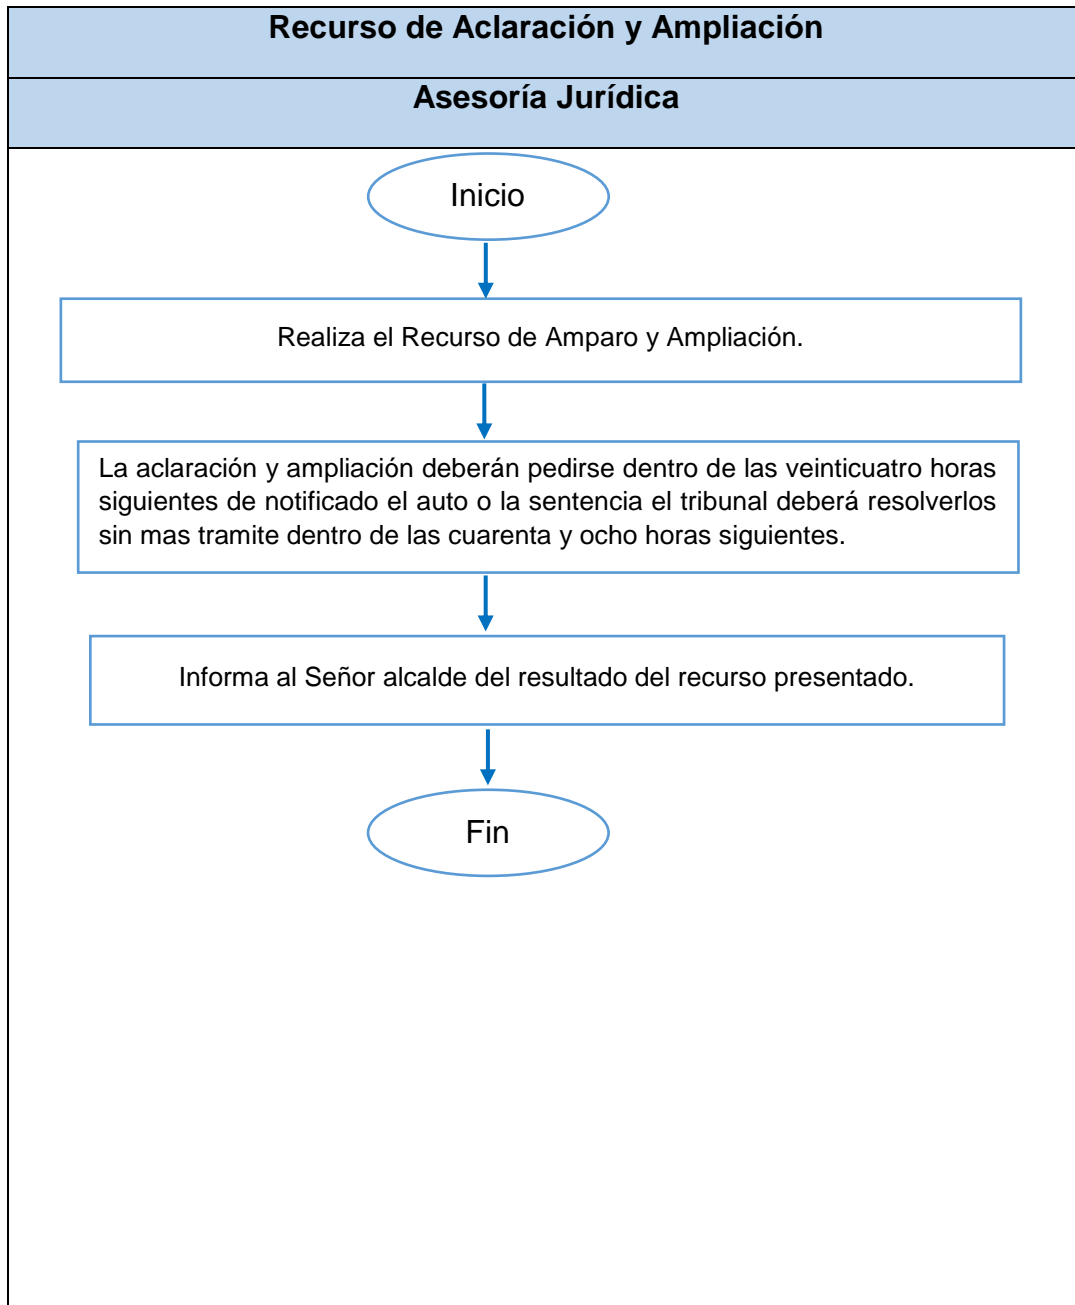 Recurso de Aclaración y Ampliación
Asesoría Jurídica
Inicio
Realiza el Recurso de Amparo y Ampliación.
La aclaración y ampliación deberán pedirse dentro de las veinticuatro horas
siguientes de notificado el auto o la sentencia el tribunal deberá resolverlos
sin mas tramite dentro de las cuarenta y ocho horas siguientes.
Informa al Señor alcalde del resultado del recurso presentado.
Fin